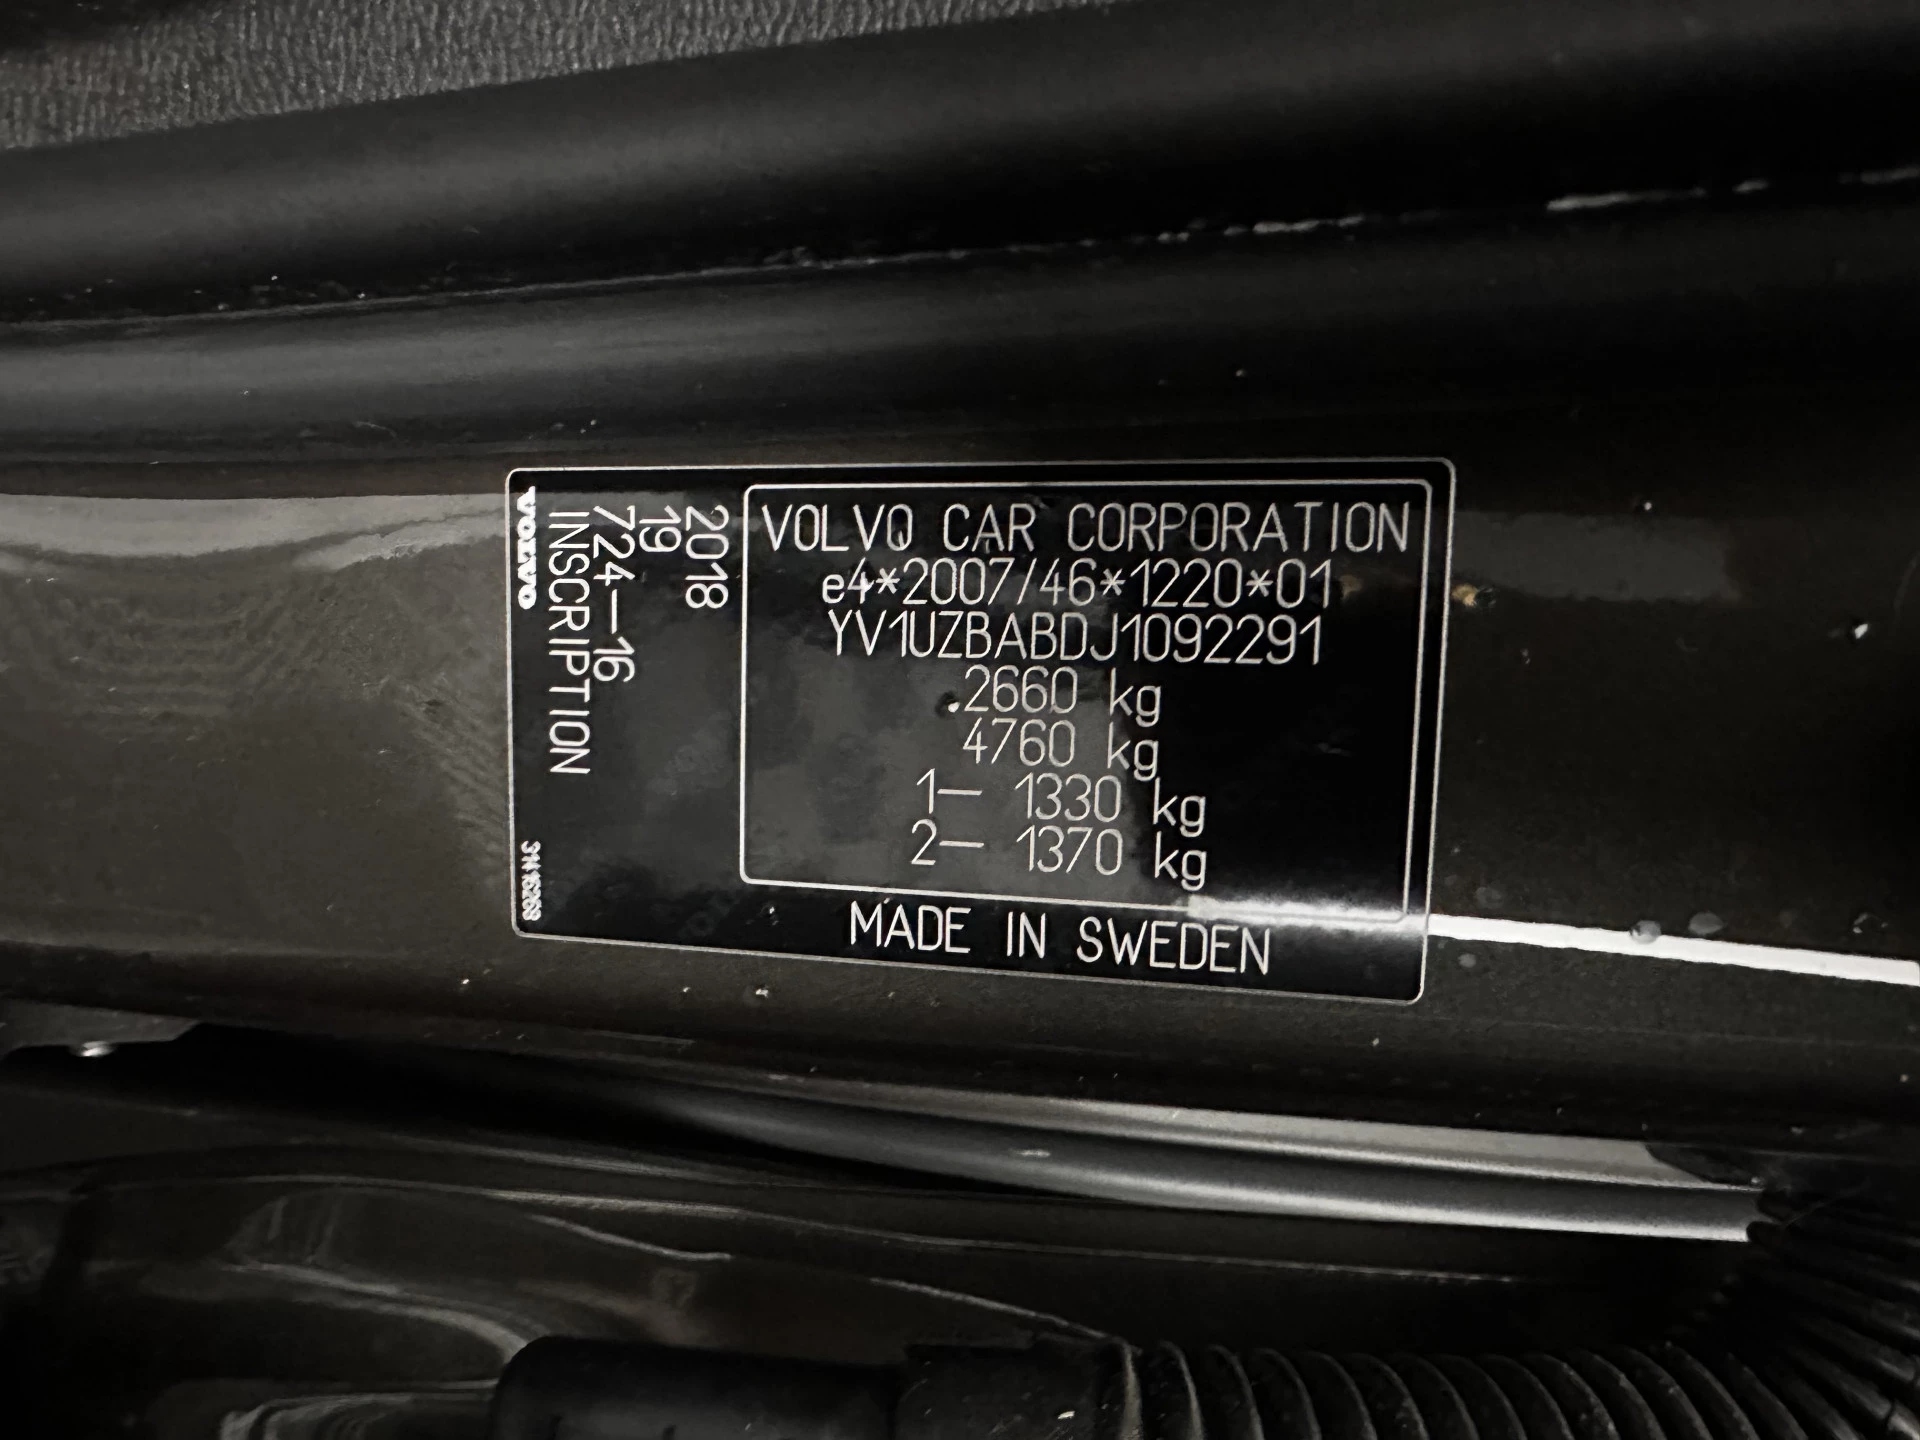 VOLVO CAR CORPORATION
e4*2007/46*1220*01
YV1UZBABDJ1092291
2660 kg
4760 kg
1– 1330 kg
2– 1370 kg
MADE IN SWEDEN
2018
19
724–16
INSCRIPTION
VOLVO